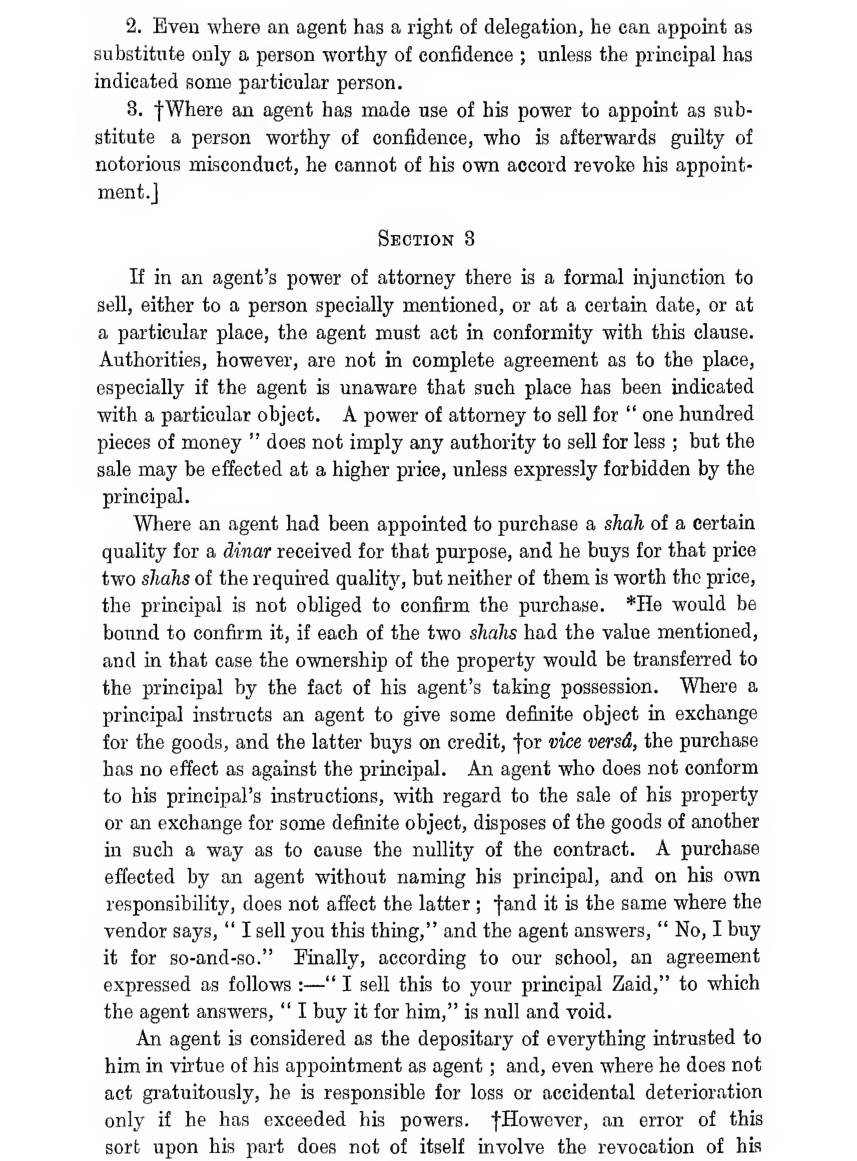 2. Even where an agent has a right of delegation, he can appoint as
substitute only a person worthy of confidence ; unless the principal has
indicated some particular person.
3. †Where an agent has made use of his power to appoint as sub-
stitute a person worthy of confidence, who is afterwards guilty of
notorious misconduct, he cannot of his own accord revoke his appoint-
ment.]
SECTION 3
If in an agent's power of attorney there is a formal injunction to
sell, either to a person specially mentioned, or at a certain date, or at
a particular place, the agent must act in conformity with this clause.
Authorities, however, are not in complete agreement as to the place,
especially if the agent is unaware that such place has been indicated
with a particular object. A power of attorney to sell for " one hundred
pieces of money " does not imply any authority to sell for less ; but the
sale may be effected at a higher price, unless expressly forbidden by the
principal.
Where an agent had been appointed to purchase a shah of a certain
quality for a dinar received for that purpose, and he buys for that price
two shahs of the required quality, but neither of them is worth the price,
the principal is not obliged to confirm the purchase. *He would be
bound to confirm it, if each of the two shahs had the value mentioned,
and in that case the ownership of the property would be transferred to
the principal by the fact of his agent's taking possession. Where a
principal instructs an agent to give some definite object in exchange
for the goods, and the latter buys on credit, †or vice versâ, the purchase
has no effect as against the principal. An agent who does not conform
to his principal's instructions, with regard to the sale of his property
or an exchange for some definite object, disposes of the goods of another
in such a way as to cause the nullity of the contract. A purchase
effected by an agent without naming his principal, and on his own
responsibility, does not affect the latter ; †and it is the same where the
vendor says, " I sell you this thing," and the agent answers, " No, I buy
it for so-and-so." Finally, according to our school, an agreement
expressed as follows :—" I sell this to your principal Zaid," to which
the agent answers, " I buy it for him," is null and void.
An agent is considered as the depositary of everything intrusted to
him in virtue of his appointment as agent ; and, even where he does not
act gratuitously, he is responsible for loss or accidental deterioration
only if he has exceeded his powers. †However, an error of this
sort upon his part does not of itself involve the revocation of his